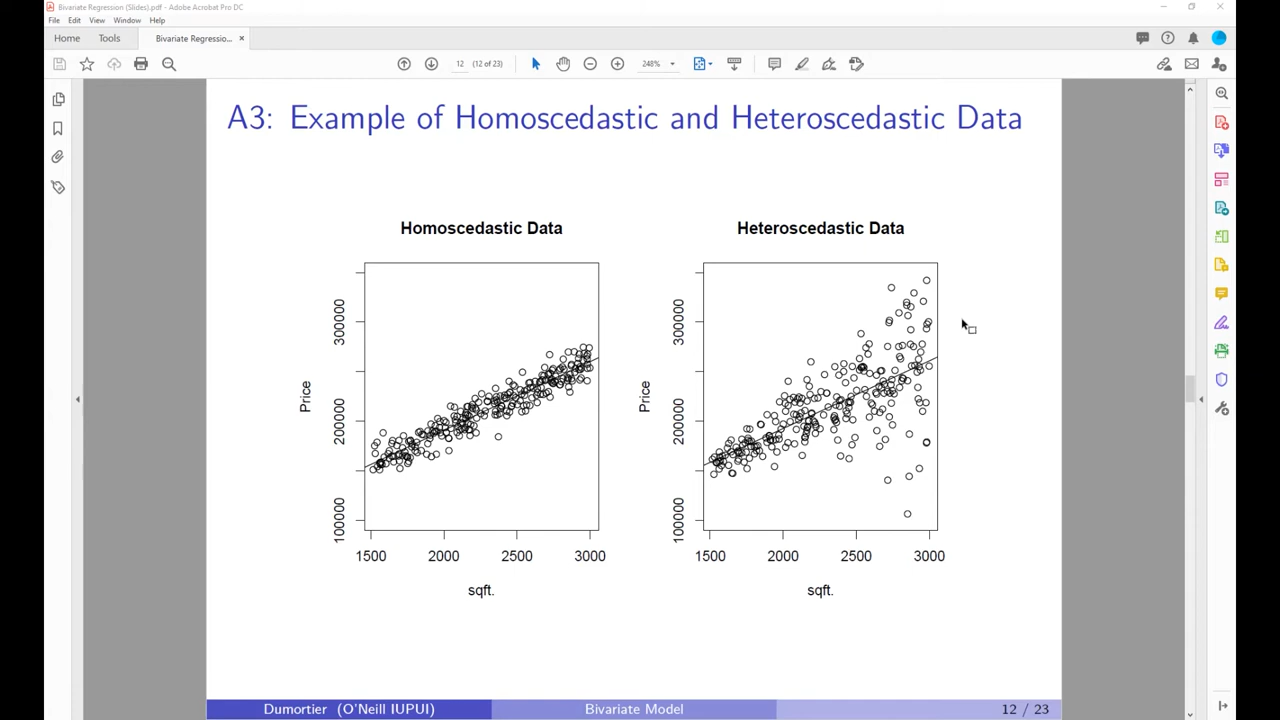 Bivariate Regression (Slides).pdf - Adobe Acrobat Pro DC
File Edit View Window Help
Home Tools Bivariate Regressio... ×
12 (12 of 23) 248%
A3: Example of Homoscedastic and Heteroscedastic Data
Homoscedastic Data
Price
100000 200000 300000
1500 2000 2500 3000
sqft.
Heteroscedastic Data
Price
100000 200000 300000
1500 2000 2500 3000
sqft.
Dumortier (O'Neill IUPUI) Bivariate Model 12 / 23